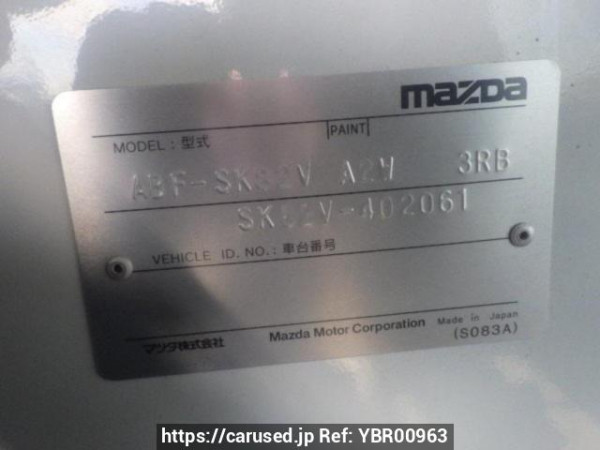 mazda
MODEL : 型式
PAINT
ABF-SK82V A2W 3RB
SK82V-402061
VEHICLE ID. NO. : 車台番号
マツダ株式会社 Mazda Motor Corporation Made in Japan
(S083A)
https://carused.jp Ref: YBR00963